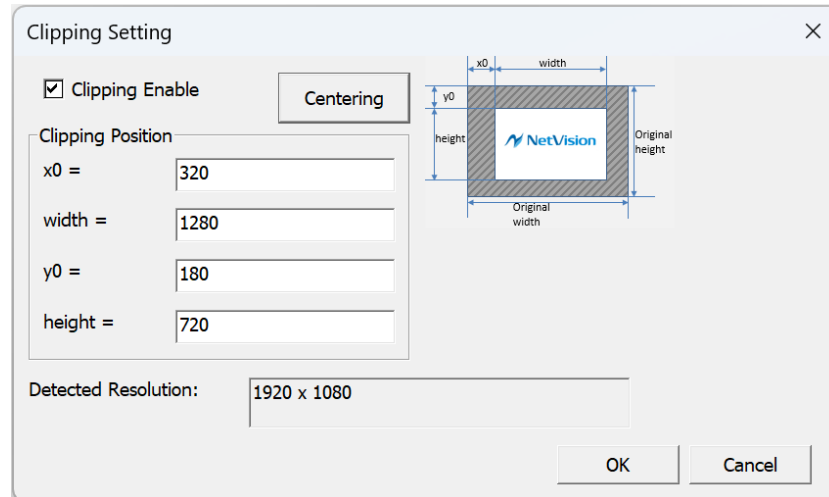 Clipping Setting
Clipping Enable
Centering
Clipping Position
x0 =
320
width =
1280
y0 =
180
height =
720
Detected Resolution:
1920 x 1080
OK
Cancel
x0
width
y0
height
NetVision
Original
height
Original
width